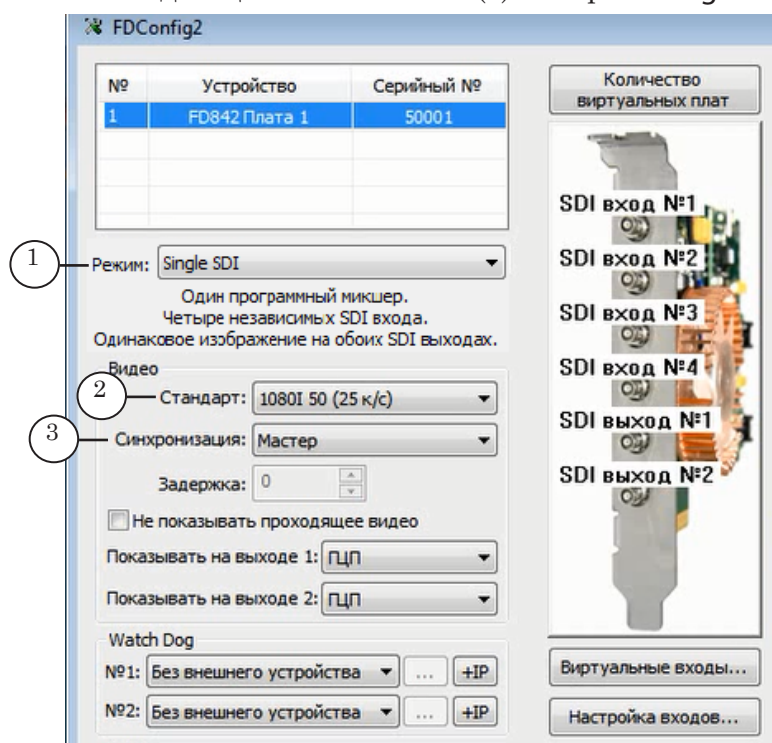 FDConfig2
№ Устройство Серийный №
1 FD842 Плата 1 50001
Количество
виртуальных плат
SDI вход №1
SDI вход №2
SDI вход №3
SDI вход №4
SDI выход №1
SDI выход №2
1
Режим: Single SDI
Один программный микшер.
Четыре независимых SDI входа.
Одинаковое изображение на обоих SDI выходах.
Видео
2
Стандарт: 1080I 50 (25 к/с)
3
Синхронизация: Мастер
Задержка: 0
Не показывать проходящее видео
Показывать на выходе 1: ПЦП
Показывать на выходе 2: ПЦП
Watch Dog
№1: Без внешнего устройства ... +IP
№2: Без внешнего устройства ... +IP
Виртуальные входы...
Настройка входов...